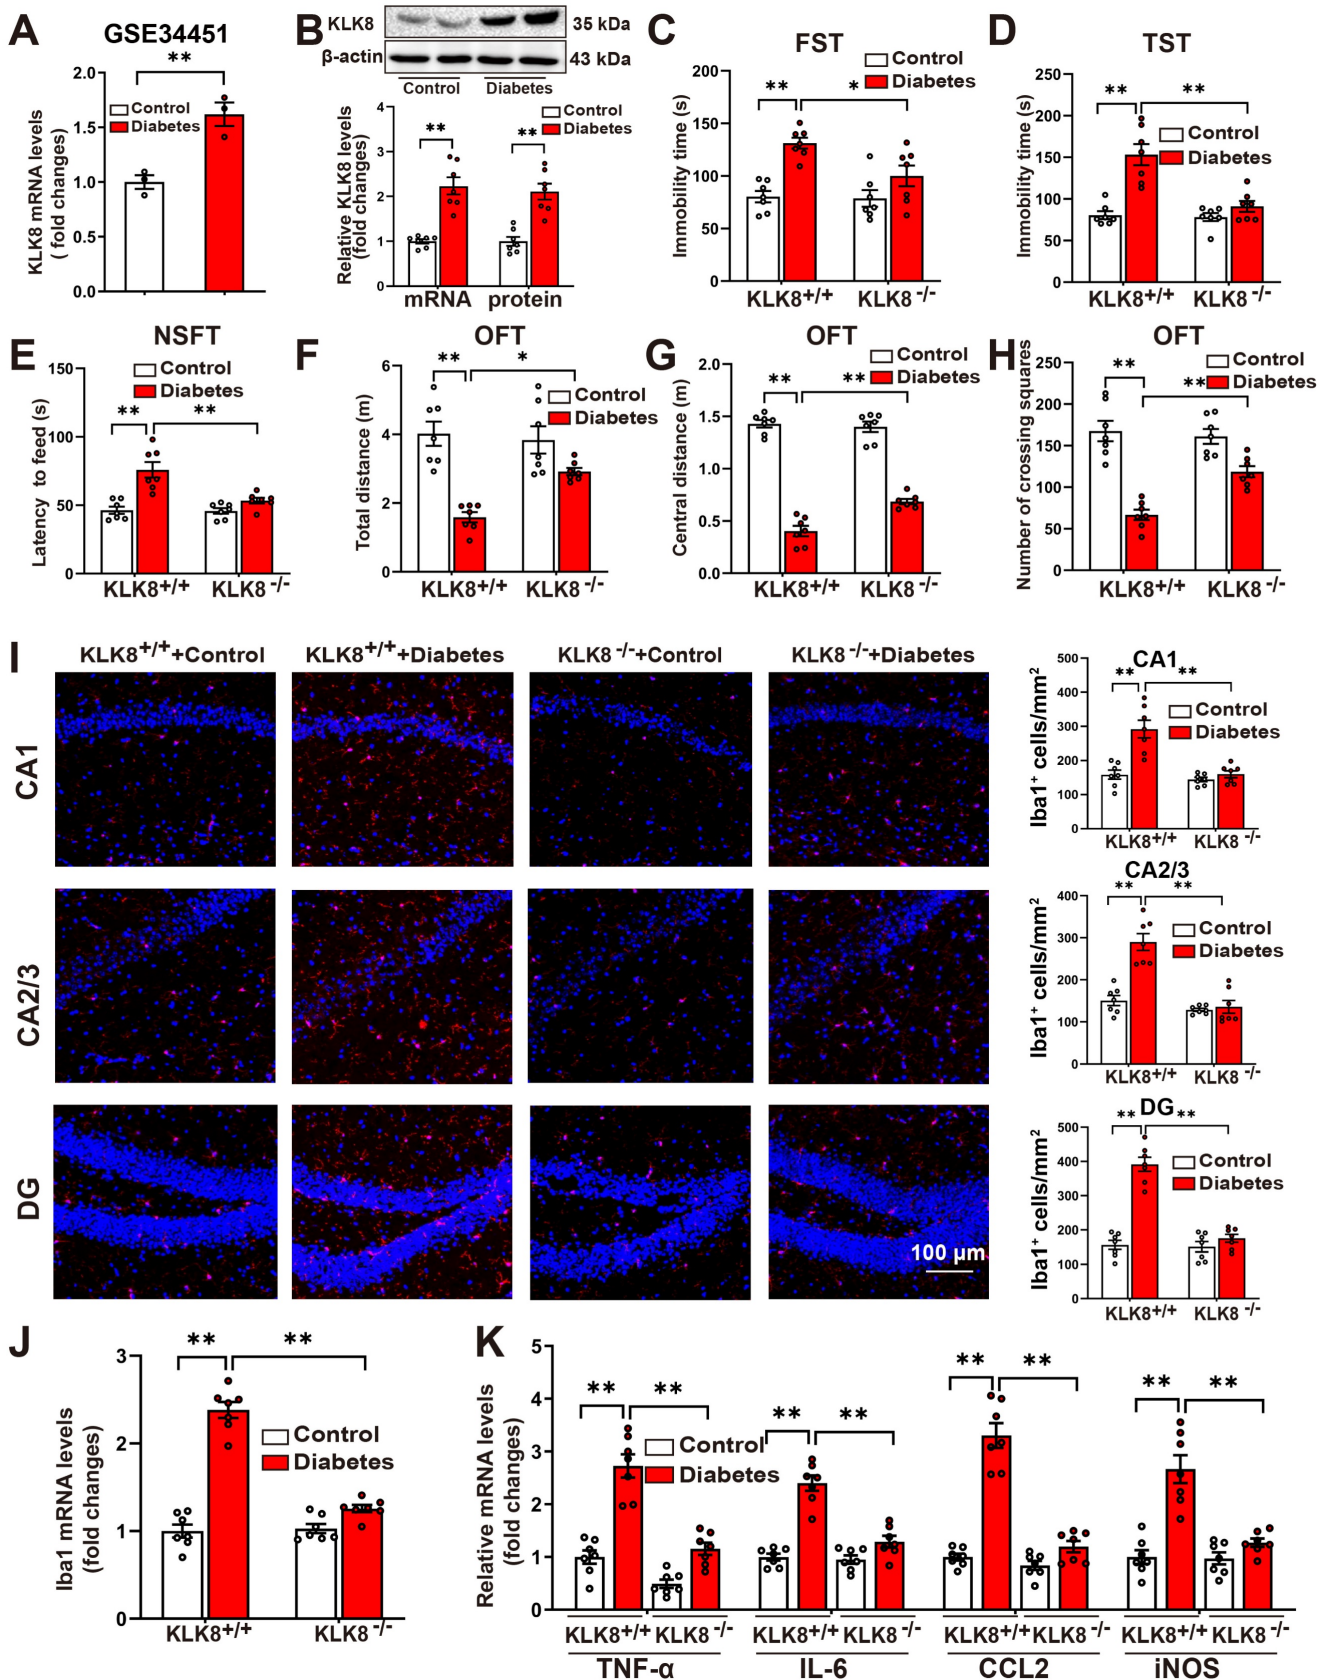 A
GSE34451
**
Control
Diabetes
KLK8 mRNA levels
( fold changes)
2.0
1.5
1.0
0.5
0.0
B
KLK8
35 kDa
β-actin
43 kDa
Control
Diabetes
Control
Diabetes
Relative KLK8 levels
(fold changes)
4
3
2
1
0
**
**
mRNA
protein
C
FST
Control
Diabetes
Immobility time (s)
200
150
100
50
0
**
*
KLK8+/+
KLK8 -/-
D
TST
Control
Diabetes
Immobility time (s)
250
200
150
100
50
0
**
**
KLK8+/+
KLK8 -/-
E
NSFT
Control
Diabetes
Latency to feed (s)
150
100
50
0
**
**
KLK8+/+
KLK8 -/-
F
OFT
Control
Diabetes
Total distance (m)
6
4
2
0
**
*
KLK8+/+
KLK8 -/-
G
OFT
Control
Diabetes
Central distance (m)
2.0
1.5
1.0
0.5
0.0
**
**
KLK8+/+
KLK8 -/-
H
OFT
Control
Diabetes
Number of crossing squares
250
200
150
100
50
0
**
**
KLK8+/+
KLK8 -/-
I
KLK8+/++Control
KLK8+/++Diabetes
KLK8 -/-+Control
KLK8 -/-+Diabetes
CA1
CA2/3
DG
100 μm
CA1
Control
Diabetes
Iba1+ cells/mm2
500
400
300
200
100
0
**
**
KLK8+/+
KLK8 -/-
CA2/3
Control
Diabetes
Iba1+ cells/mm2
400
300
200
100
0
**
**
KLK8+/+
KLK8 -/-
DG
Control
Diabetes
Iba1+ cells/mm2
500
400
300
200
100
0
**
**
KLK8+/+
KLK8 -/-
J
Control
Diabetes
Iba1 mRNA levels
(fold changes)
3
2
1
0
**
**
KLK8+/+
KLK8 -/-
K
Control
Diabetes
Relative mRNA levels
(fold changes)
5
4
3
2
1
0
**
**
**
**
**
**
**
**
KLK8+/+ KLK8 -/-
KLK8+/+ KLK8 -/-
KLK8+/+ KLK8 -/-
KLK8+/+ KLK8 -/-
TNF-α
IL-6
CCL2
iNOS